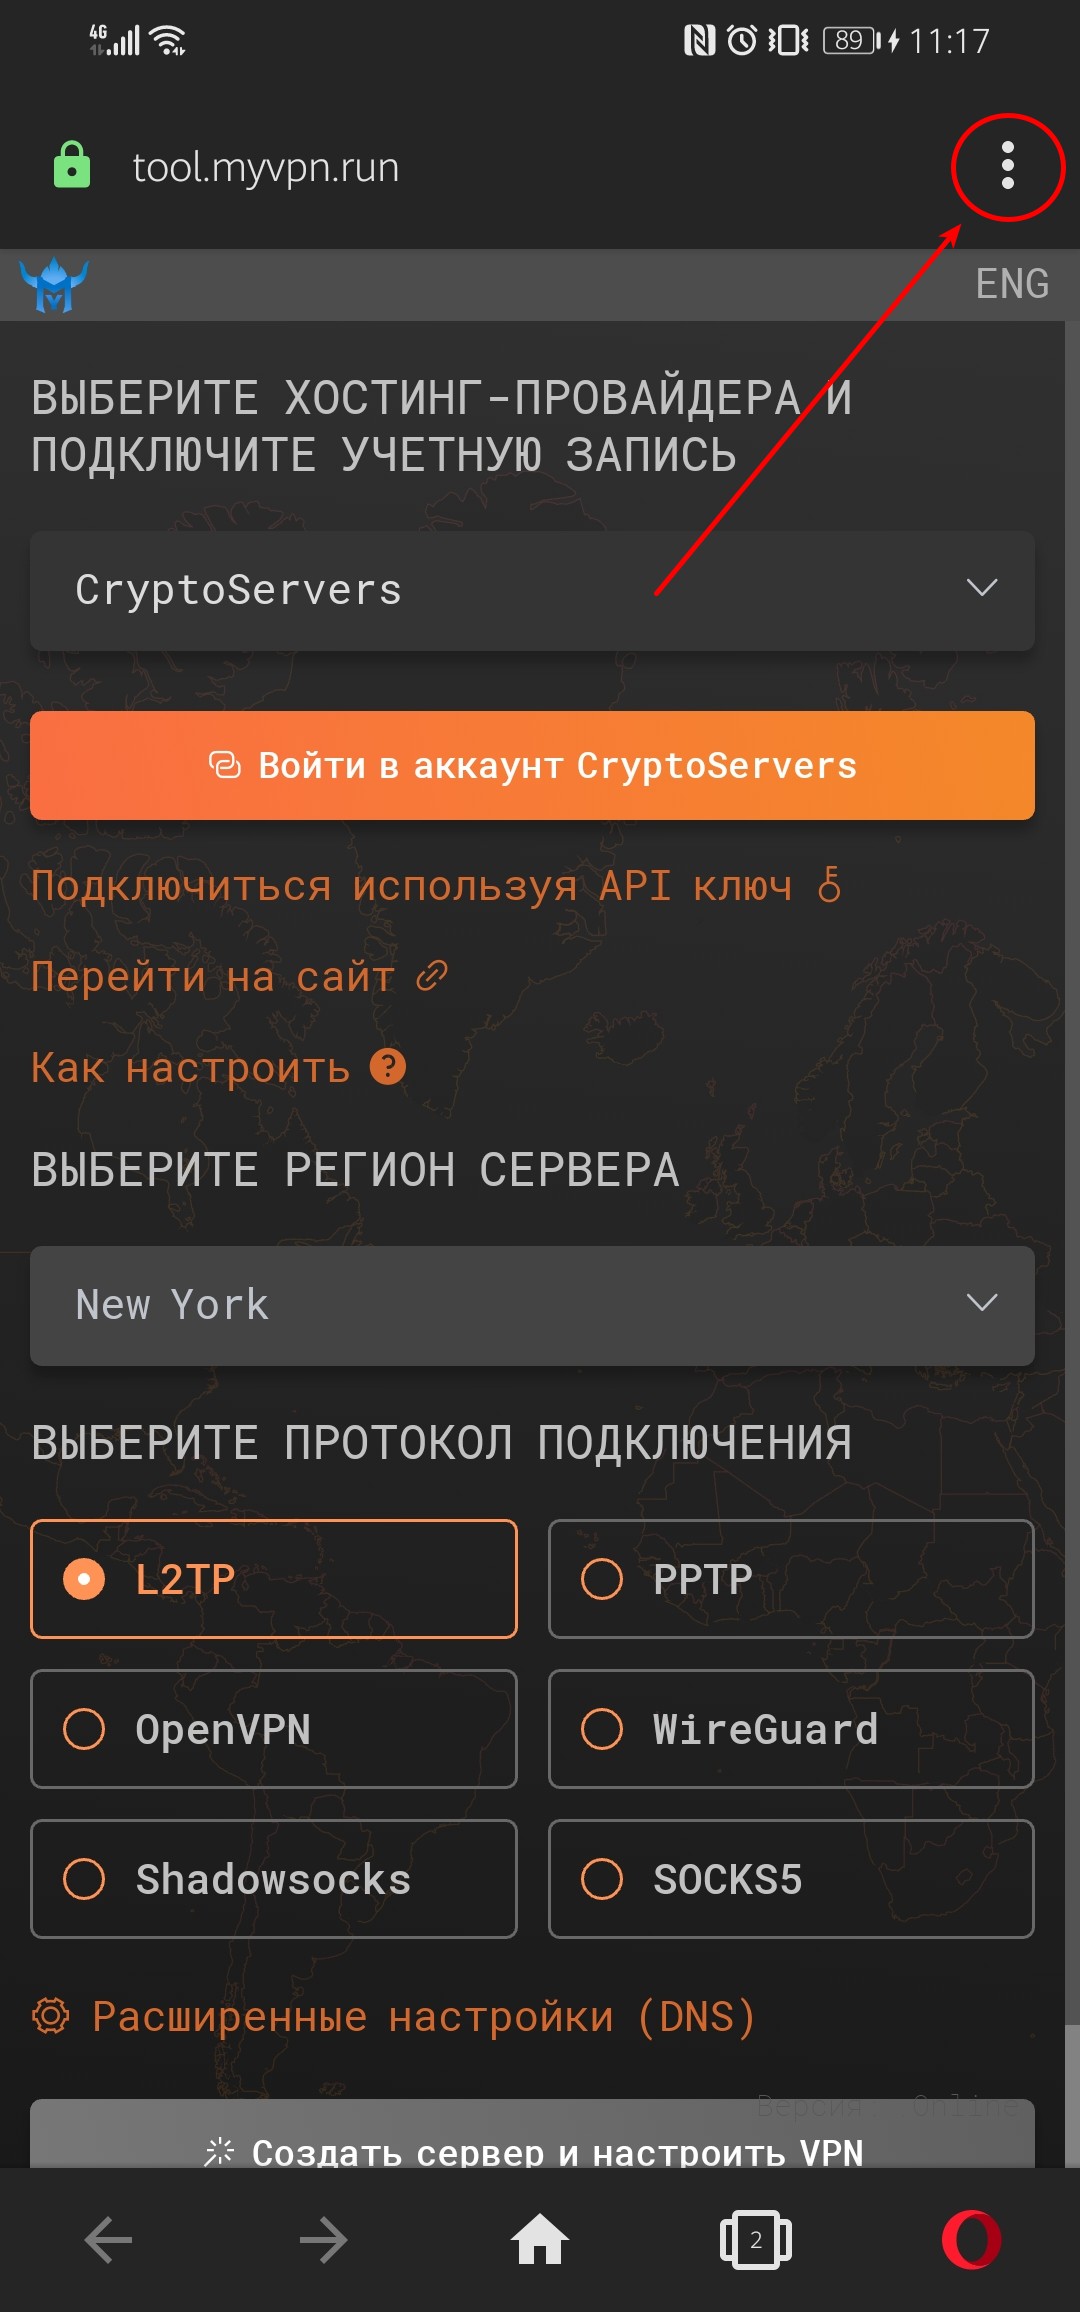 4G 89 11:17
tool.myvpn.run
ENG
ВЫБЕРИТЕ ХОСТИНГ-ПРОВАЙДЕРА И
ПОДКЛЮЧИТЕ УЧЕТНУЮ ЗАПИСЬ
CryptoServers
Войти в аккаунт CryptoServers
Подключиться используя API ключ
Перейти на сайт
Как настроить ?
ВЫБЕРИТЕ РЕГИОН СЕРВЕРА
New York
ВЫБЕРИТЕ ПРОТОКОЛ ПОДКЛЮЧЕНИЯ
L2TP PPTP
OpenVPN WireGuard
Shadowsocks SOCKS5
Расширенные настройки (DNS)
Версия Online
Создать сервер и настроить VPN
2